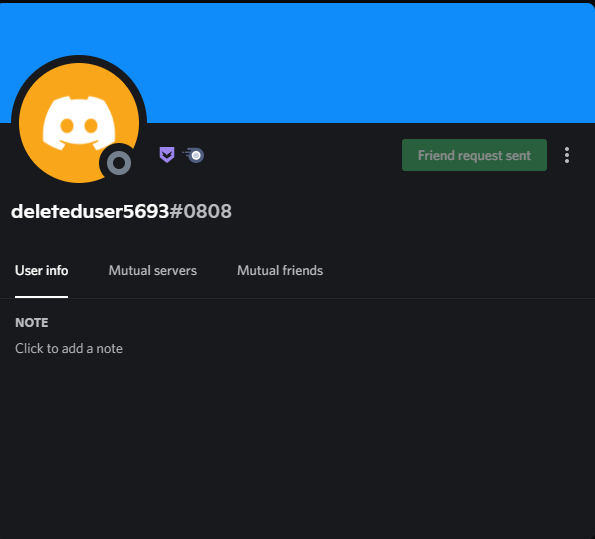 Friend request sent
deleteduser5693#0808
User info Mutual servers Mutual friends
NOTE
Click to add a note